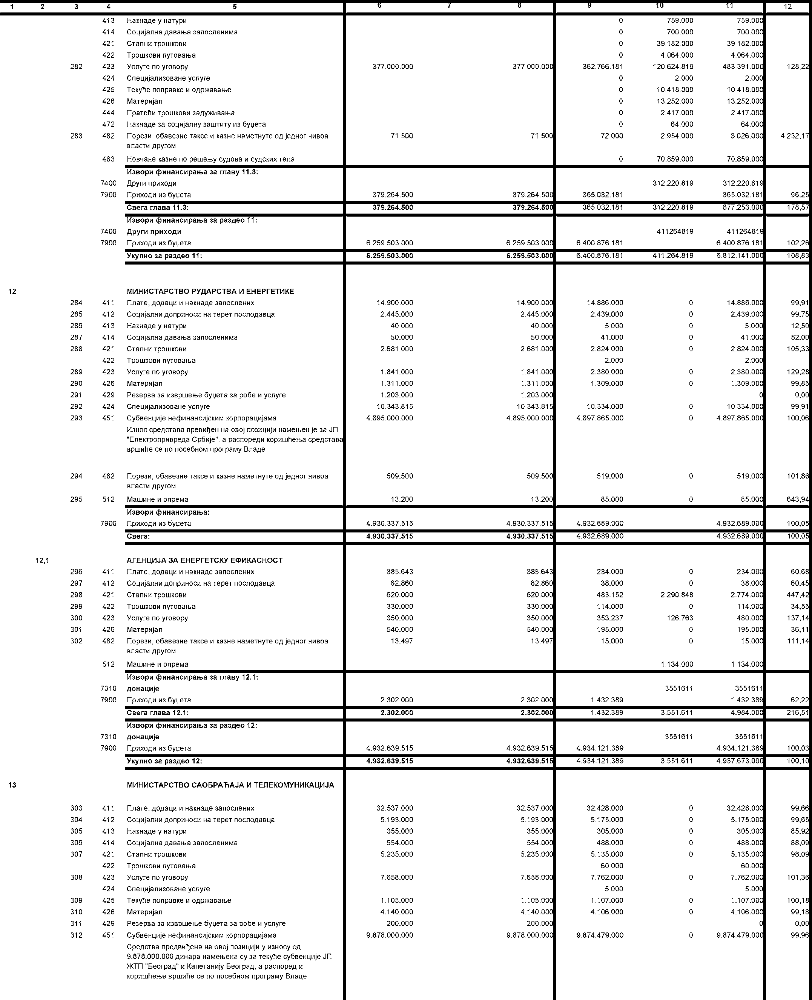 1 2 3 4 5 6 7 8 9 10 11 12
413 Накнаде у натури 0 759.000 759.000
414 Социјална давања запосленима 0 700.000 700.000
421 Стални трошкови 0 39.182.000 39.182.000
422 Трошкови путовања 0 4.064.000 4.064.000
282 423 Услуге по уговору 377.000.000 377.000.000 362.766.181 120.624.819 483.391.000 128,22
424 Специјализоване услуге 0 2.000 2.000
425 Текуће поправке и одржавање 0 10.418.000 10.418.000
426 Материјал 0 13.252.000 13.252.000
444 Пратећи трошкови задуживања 0 2.417.000 2.417.000
472 Накнаде за социјалну заштиту из буџета 0 64.000 64.000
283 482 Порези, обавезне таксе и казне наметнуте од једног нивоа 71.500 71.500 72.000 2.954.000 3.026.000 4.232,17
власти другом
483 Новчане казне по решењу судова и судских тела 0 70.859.000 70.859.000
Извори финансирања за главу 11.3:
7400 Други приходи 312.220.819 312.220.819
7900 Приходи из буџета 379.264.500 379.264.500 365.032.181 365.032.181 96,25
Свега глава 11.3: 379.264.500 379.264.500 365.032.181 312.220.819 677.253.000 178,57
Извори финансирања за раздео 11:
7400 Други приходи 411264819 411264819
7900 Приходи из буџета 6.259.503.000 6.259.503.000 6.400.876.181 6.400.876.181 102,26
Укупно за раздео 11: 6.259.503.000 6.259.503.000 6.400.876.181 411.264.819 6.812.141.000 108,83
12 МИНИСТАРСТВО РУДАРСТВА И ЕНЕРГЕТИКЕ
284 411 Плате, додаци и накнаде запослених 14.900.000 14.900.000 14.886.000 0 14.886.000 99,91
285 412 Социјални доприноси на терет послодавца 2.445.000 2.445.000 2.439.000 0 2.439.000 99,75
286 413 Накнаде у натури 40.000 40.000 5.000 0 5.000 12,50
287 414 Социјална давања запосленима 50.000 50.000 41.000 0 41.000 82,00
288 421 Стални трошкови 2.681.000 2.681.000 2.824.000 0 2.824.000 105,33
422 Трошкови путовања 2.000 2.000
289 423 Услуге по уговору 1.841.000 1.841.000 2.380.000 0 2.380.000 129,28
290 426 Материјал 1.311.000 1.311.000 1.309.000 0 1.309.000 99,85
291 429 Резерва за извршење буџета за робе и услуге 1.203.000 1.203.000 0 0,00
292 424 Специјализоване услуге 10.343.815 10.343.815 10.334.000 0 10.334.000 99,91
293 451 Субвенције нефинансијским корпорацијама 4.895.000.000 4.895.000.000 4.897.865.000 0 4.897.865.000 100,06
Износ средстава превиђен на овој позицији намењен је за ЈП
"Електропривреда Србије", а распореди коришћења средстава
вршиће се по посебном програму Владе
294 482 Порези, обавезне таксе и казне наметнуте од једног нивоа 509.500 509.500 519.000 0 519.000 101,86
власти другом
295 512 Машине и опрема 13.200 13.200 85.000 0 85.000 643,94
Извори финансирања:
7900 Приходи из буџета 4.930.337.515 4.930.337.515 4.932.689.000 4.932.689.000 100,05
Свега: 4.930.337.515 4.930.337.515 4.932.689.000 4.932.689.000 100,05
12,1 АГЕНЦИЈА ЗА ЕНЕРГЕТСКУ ЕФИКАСНОСТ
296 411 Плате, додаци и накнаде запослених 385.643 385.643 234.000 0 234.000 60,68
297 412 Социјални доприноси на терет послодавца 62.860 62.860 38.000 0 38.000 60,45
298 421 Стални трошкови 620.000 620.000 483.152 2.290.848 2.774.000 447,42
299 422 Трошкови путовања 330.000 330.000 114.000 0 114.000 34,55
300 423 Услуге по уговору 350.000 350.000 353.237 126.763 480.000 137,14
301 426 Материјал 540.000 540.000 195.000 0 195.000 36,11
302 482 Порези, обавезне таксе и казне наметнуте од једног нивоа 13.497 13.497 15.000 0 15.000 111,14
власти другом
512 Машине и опрема 1.134.000 1.134.000
Извори финансирања за главу 12.1:
7310 донације 3551611 3551611
7900 Приходи из буџета 2.302.000 2.302.000 1.432.389 1.432.389 62,22
Свега глава 12.1: 2.302.000 2.302.000 1.432.389 3.551.611 4.984.000 216,51
Извори финансирања за раздео 12:
7310 донације 3551611 3551611
7900 Приходи из буџета 4.932.639.515 4.932.639.515 4.934.121.389 4.934.121.389 100,03
Укупно за раздео 12: 4.932.639.515 4.932.639.515 4.934.121.389 3.551.611 4.937.673.000 100,10
13 МИНИСТАРСТВО САОБРАЋАЈА И ТЕЛЕКОМУНИКАЦИЈА
303 411 Плате, додаци и накнаде запослених 32.537.000 32.537.000 32.428.000 0 32.428.000 99,66
304 412 Социјални доприноси на терет послодавца 5.193.000 5.193.000 5.175.000 0 5.175.000 99,65
305 413 Накнаде у натури 355.000 355.000 305.000 0 305.000 85,92
306 414 Социјална давања запосленима 554.000 554.000 488.000 0 488.000 88,09
307 421 Стални трошкови 5.235.000 5.235.000 5.135.000 0 5.135.000 98,09
422 Трошкови путовања 60.000 60.000
308 423 Услуге по уговору 7.658.000 7.658.000 7.762.000 0 7.762.000 101,36
424 Специјализоване услуге 5.000 5.000
309 425 Текуће поправке и одржавање 1.105.000 1.105.000 1.107.000 0 1.107.000 100,18
310 426 Материјал 4.140.000 4.140.000 4.106.000 0 4.106.000 99,18
311 429 Резерва за извршење буџета за робе и услуге 200.000 200.000 0 0,00
312 451 Субвенције нефинансијским корпорацијама 9.878.000.000 9.878.000.000 9.874.479.000 0 9.874.479.000 99,96
Средства предвиђена на овој позицији у износу од
9.878.000.000 динара намењена су за текуће субвенције ЈП
ЖТП "Београд" и Капетанију Београд, а распоред и
коришћење вршиће се по посебном програму Владе